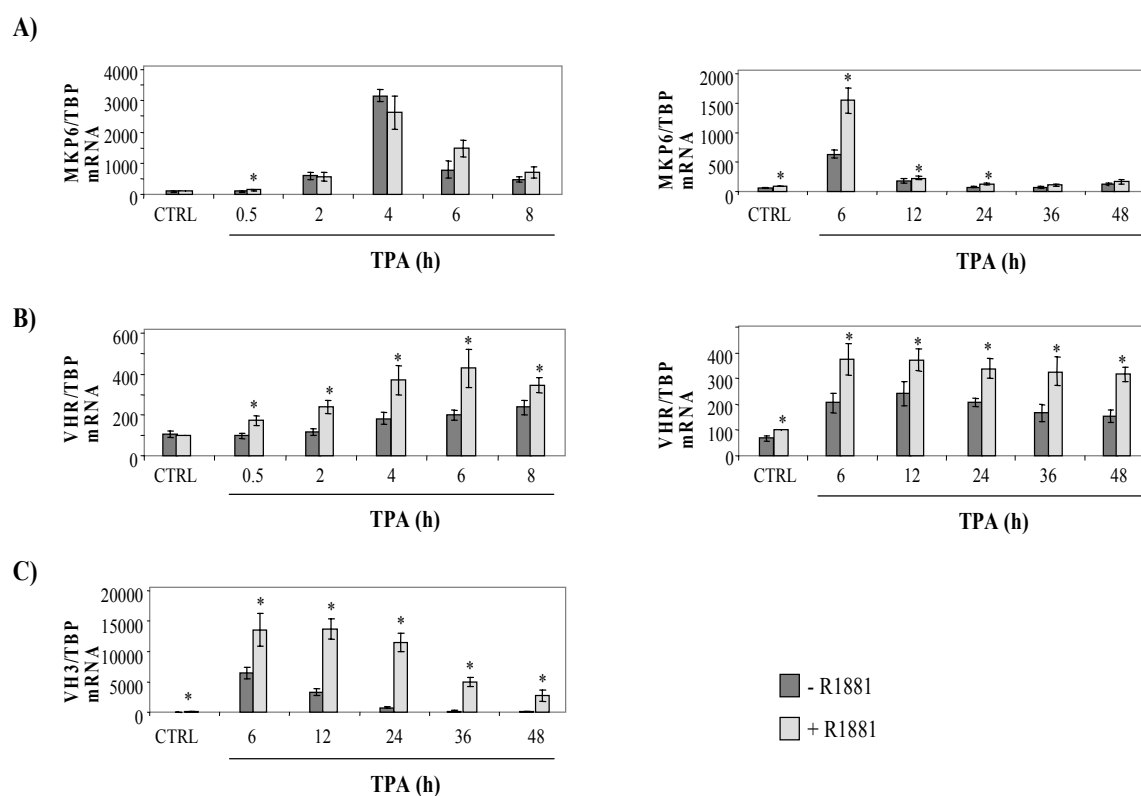 A)
MKP6/TBP
mRNA
4000
3000
2000
1000
0
CTRL 0.5 2 4 6 8
TPA (h)
*
MKP6/TBP
mRNA
2000
1500
1000
500
0
CTRL 6 12 24 36 48
TPA (h)
* * * *
B)
VHR/TBP
mRNA
600
400
200
0
CTRL 0.5 2 4 6 8
TPA (h)
* * * * *
VHR/TBP
mRNA
400
300
200
100
0
CTRL 6 12 24 36 48
TPA (h)
* * * * * *
C)
VH3/TBP
mRNA
20000
15000
10000
5000
0
CTRL 6 12 24 36 48
TPA (h)
* * * * * *
- R1881
+ R1881